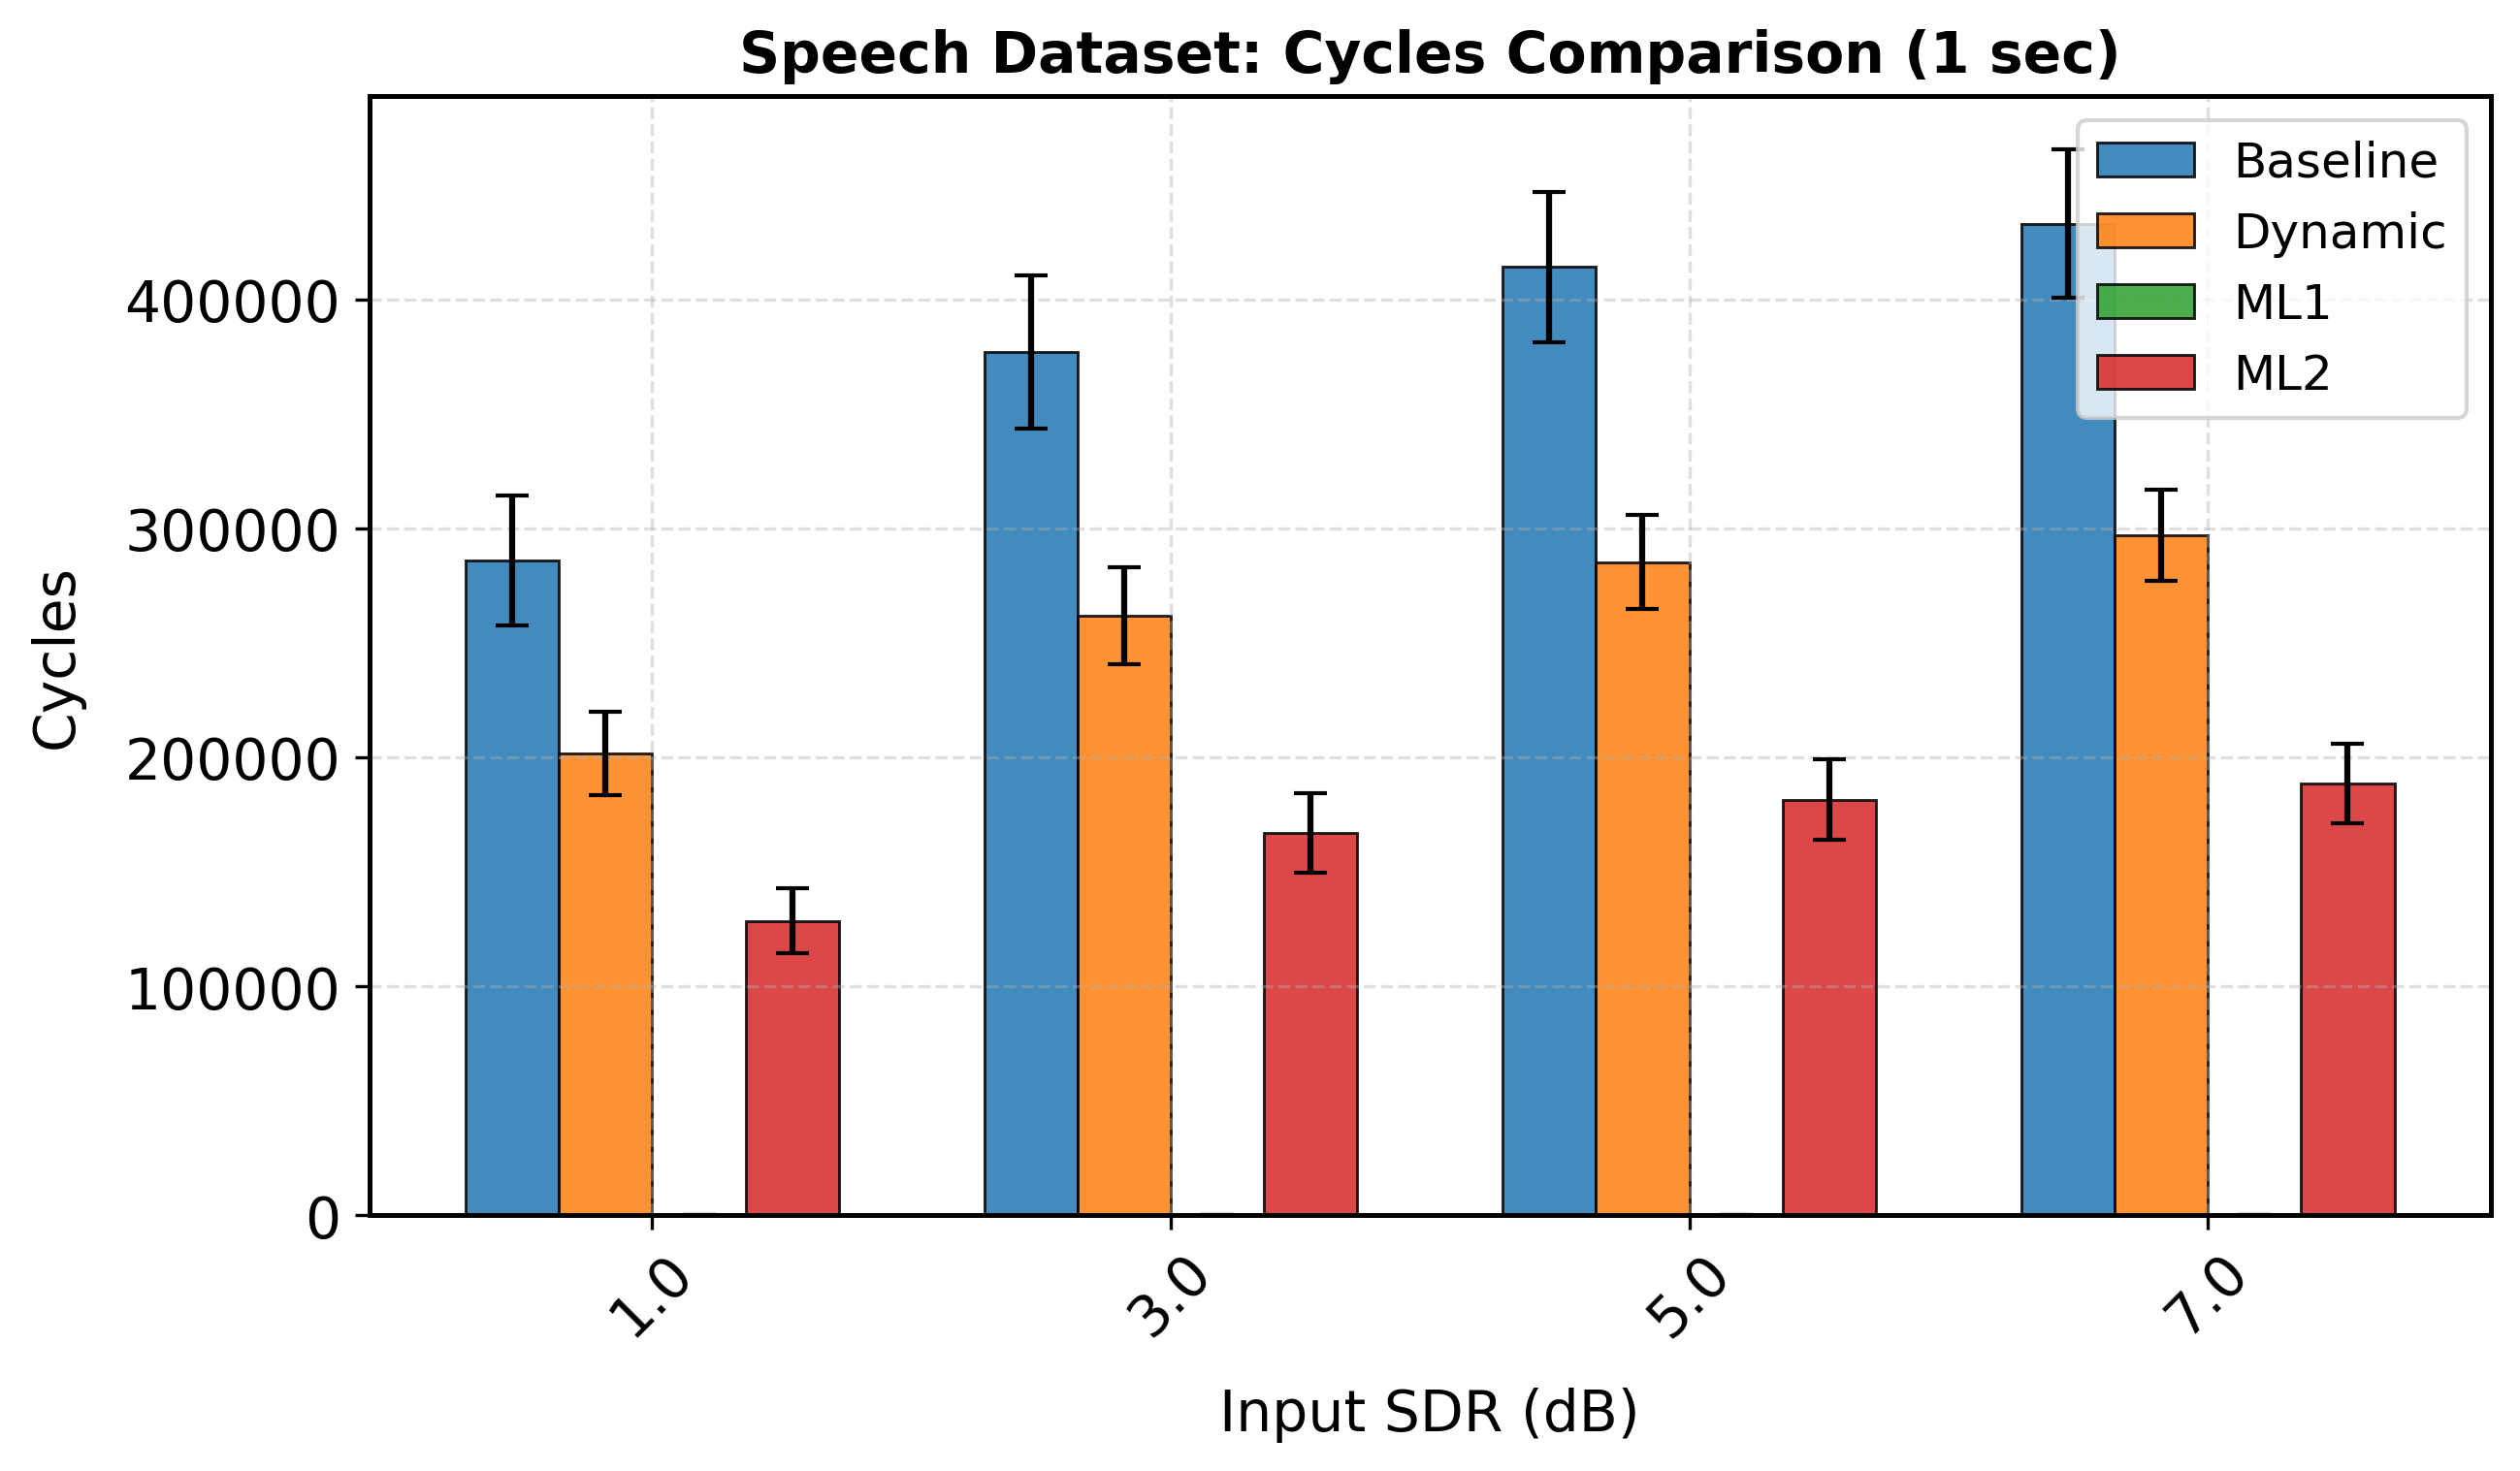 Speech Dataset: Cycles Comparison (1 sec)
Baseline
Dynamic
ML1
ML2
Cycles
400000
300000
200000
100000
0
1.0
3.0
5.0
7.0
Input SDR (dB)